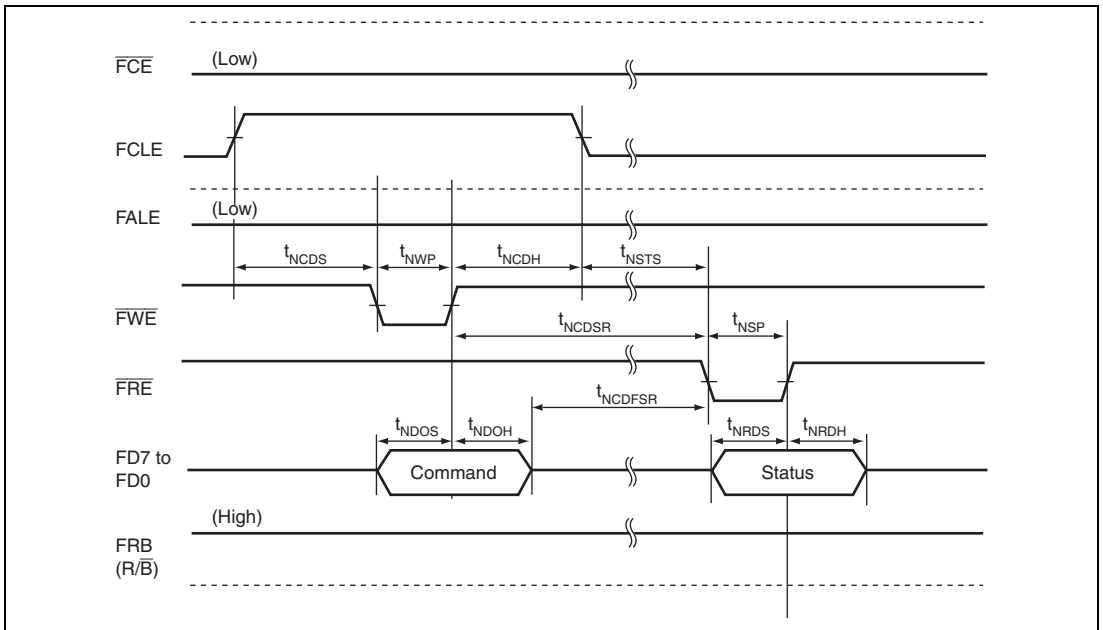 FCE (Low)
FCLE
FALE (Low)
tNCDS tNWP tNCDH tNSTS
FWE
tNCDSR tNSP
FRE
tNCDFSR
tNDOS tNDOH tNRDS tNRDH
FD7 to
FD0
Command Status
(High)
FRB
(R/B)